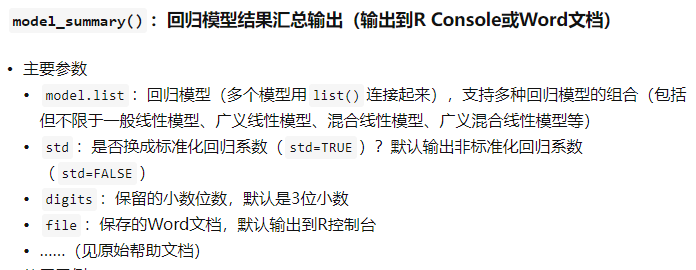 model_summary()：回归模型结果汇总输出（输出到R Console或Word文档）
• 主要参数
• model.list：回归模型（多个模型用list()连接起来），支持多种回归模型的组合（包括
但不限于一般线性模型、广义线性模型、混合线性模型、广义混合线性模型等）
• std：是否换成标准化回归系数（std=TRUE）？默认输出非标准化回归系数
（std=FALSE）
• digits：保留的小数位数，默认是3位小数
• file：保存的Word文档，默认输出到R控制台
• ……（见原始帮助文档）